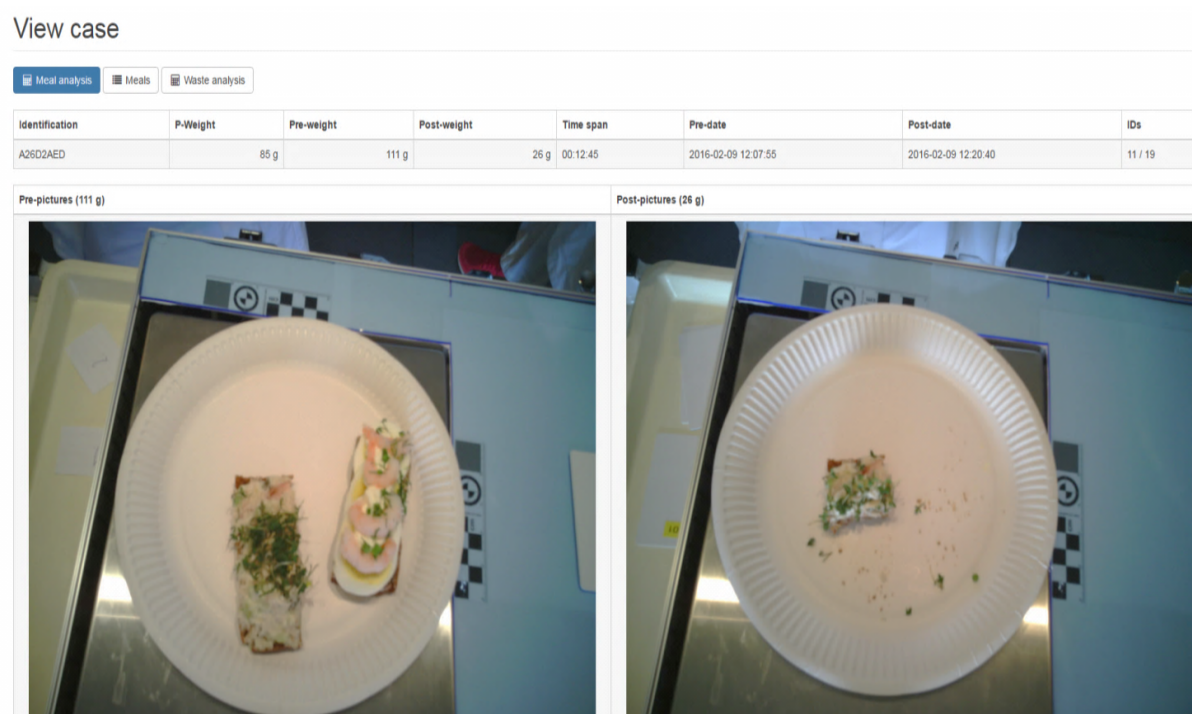 View case
Meal analysis Meals Waste analysis
Identification P-Weight Pre-weight Post-weight Time span Pre-date Post-date IDs
A26D2AED 85 g 111 g 26 g 00:12:45 2016-02-09 12:07:55 2016-02-09 12:20:40 11 / 19
Pre-pictures (111 g) Post-pictures (26 g)